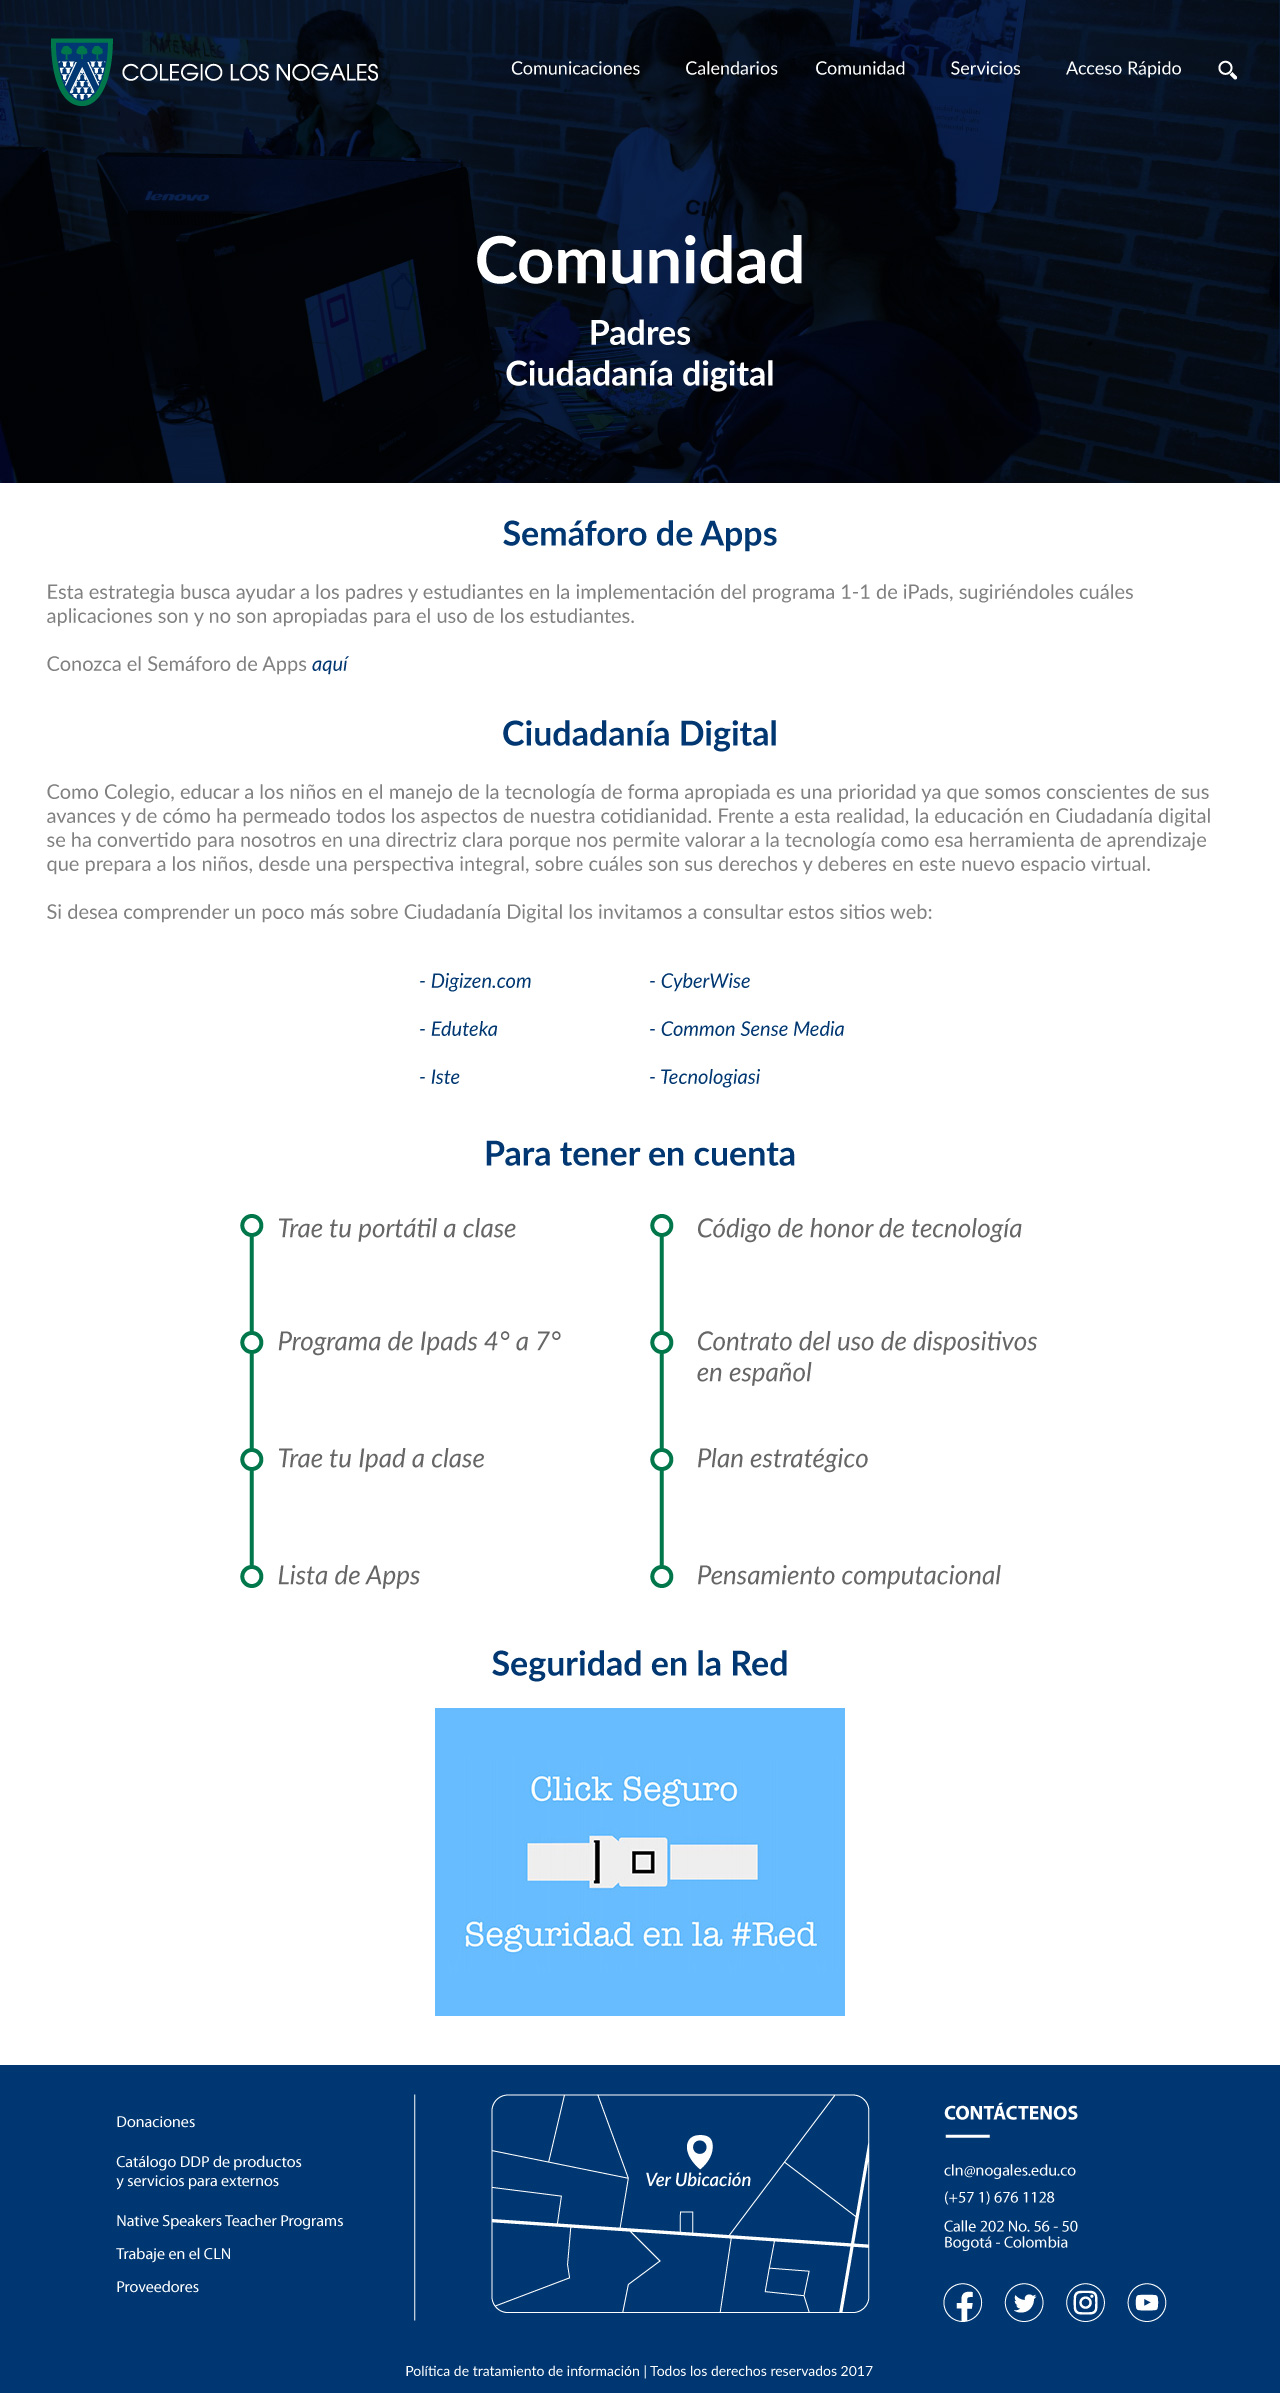 COLEGIO LOS NOGALES
Comunicaciones
Calendarios
Comunidad
Servicios
Acceso Rápido
lenovo
Comunidad
Padres
Ciudadanía digital
Semáforo de Apps
Esta estrategia busca ayudar a los padres y estudiantes en la implementación del programa 1-1 de iPads, sugiriéndoles cuáles
aplicaciones son y no son apropiadas para el uso de los estudiantes.
Conozca el Semáforo de Apps aquí
Ciudadanía Digital
Como Colegio, educar a los niños en el manejo de la tecnología de forma apropiada es una prioridad ya que somos conscientes de sus
avances y de cómo ha permeado todos los aspectos de nuestra cotidianidad. Frente a esta realidad, la educación en Ciudadanía digital
se ha convertido para nosotros en una directriz clara porque nos permite valorar a la tecnología como esa herramienta de aprendizaje
que prepara a los niños, desde una perspectiva integral, sobre cuáles son sus derechos y deberes en este nuevo espacio virtual.
Si desea comprender un poco más sobre Ciudadanía Digital los invitamos a consultar estos sitios web:
- Digizen.com
- Eduteka
- Iste
- CyberWise
- Common Sense Media
- Tecnologiasi
Para tener en cuenta
Trae tu portátil a clase
Programa de Ipads 4° a 7°
Trae tu Ipad a clase
Lista de Apps
Código de honor de tecnología
Contrato del uso de dispositivos
en español
Plan estratégico
Pensamiento computacional
Seguridad en la Red
Click Seguro
Seguridad en la #Red
Donaciones
Catálogo DDP de productos
y servicios para externos
Native Speakers Teacher Programs
Trabaje en el CLN
Proveedores
Ver Ubicación
CONTÁCTENOS
cln@nogales.edu.co
(+57 1) 676 1128
Calle 202 No. 56 - 50
Bogotá - Colombia
Política de tratamiento de información | Todos los derechos reservados 2017